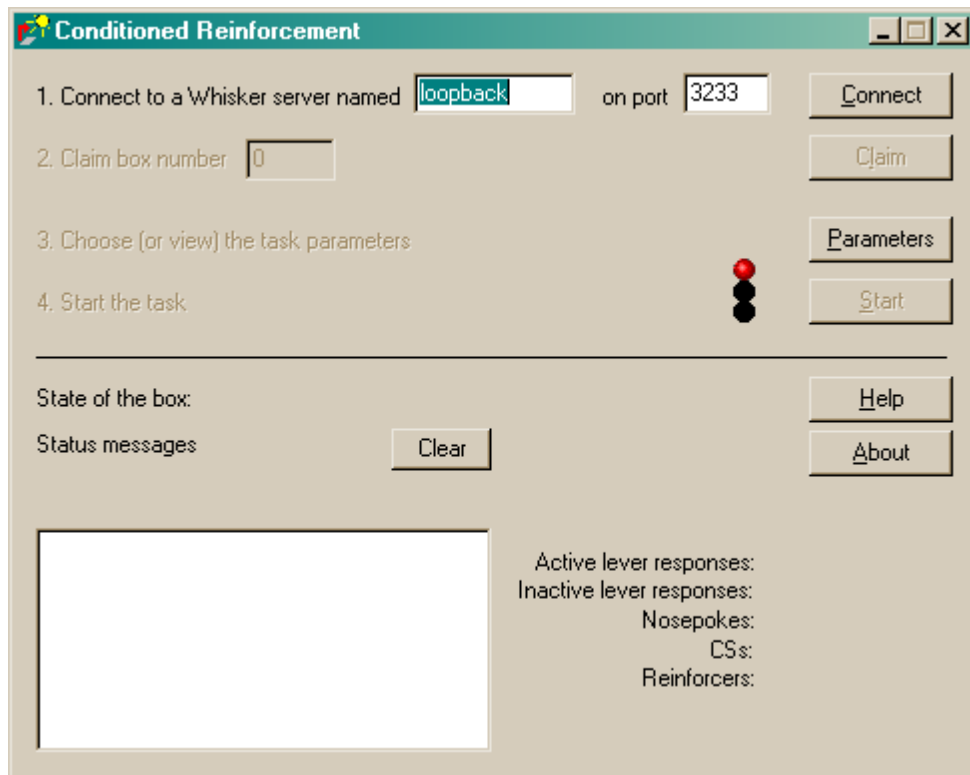 Conditioned Reinforcement
1. Connect to a Whisker server named loopback on port 3233 Connect
2. Claim box number 0 Claim
3. Choose (or view) the task parameters Parameters
4. Start the task Start
State of the box: Help
Status messages Clear About
Active lever responses:
Inactive lever responses:
Nosepokes:
CSs:
Reinforcers: